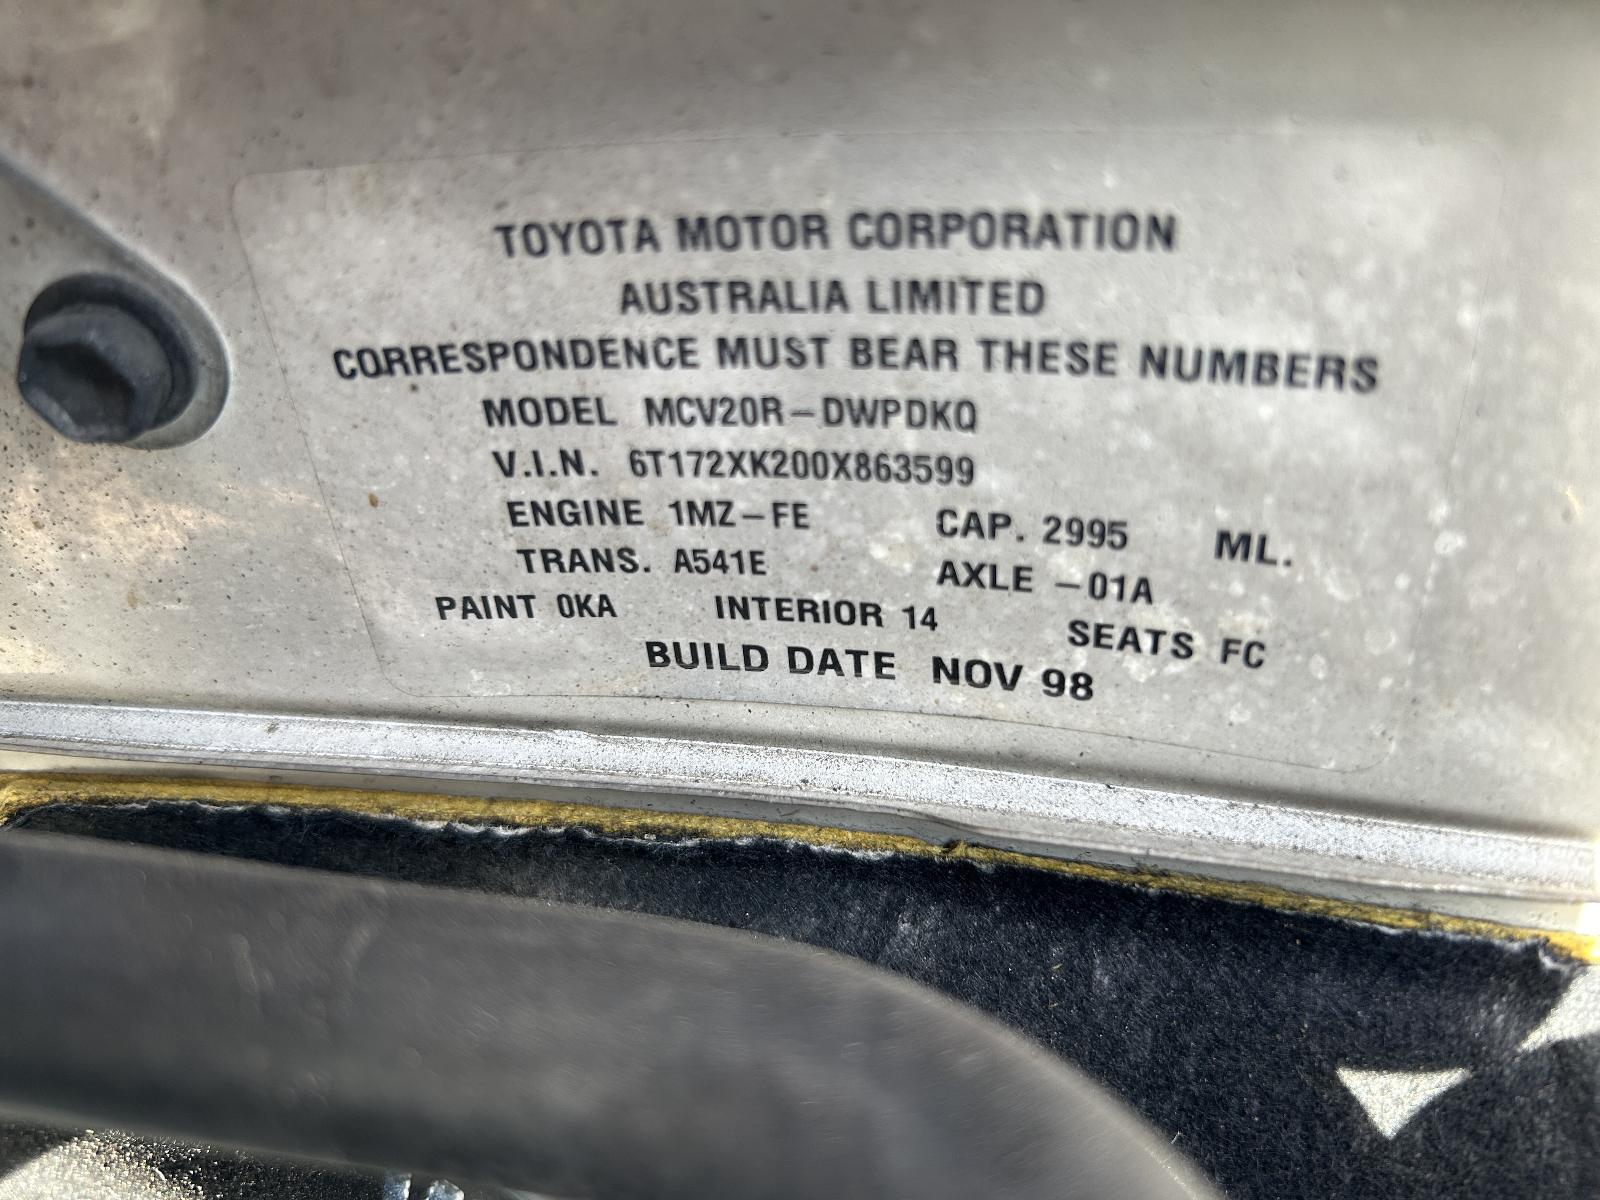 TOYOTA MOTOR CORPORATION
AUSTRALIA LIMITED
CORRESPONDENCE MUST BEAR THESE NUMBERS
MODEL MCV20R-DWPDKQ
V.I.N. 6T172XK200X863599
ENGINE 1MZ-FE CAP. 2995 ML.
TRANS. A541E AXLE -01A
PAINT 0KA INTERIOR 14 SEATS FC
BUILD DATE NOV 98